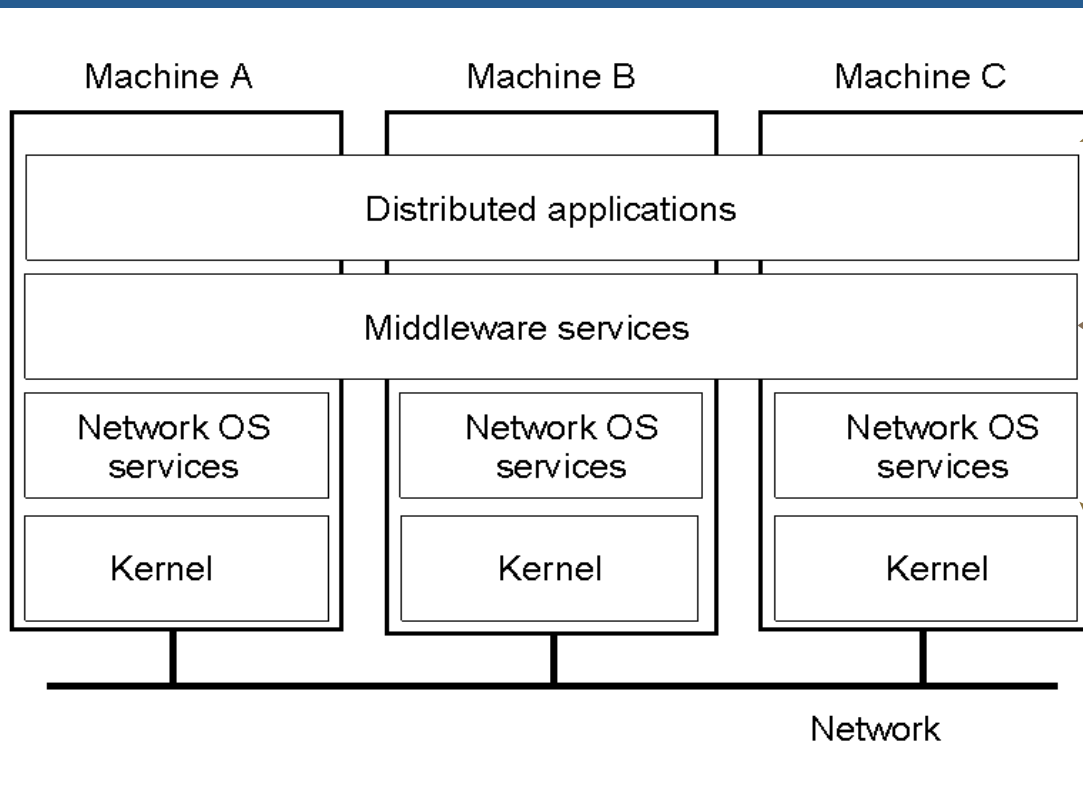 Machine A
Machine B
Machine C
Distributed applications
Middleware services
Network OS
services
Network OS
services
Network OS
services
Kernel
Kernel
Kernel
Network